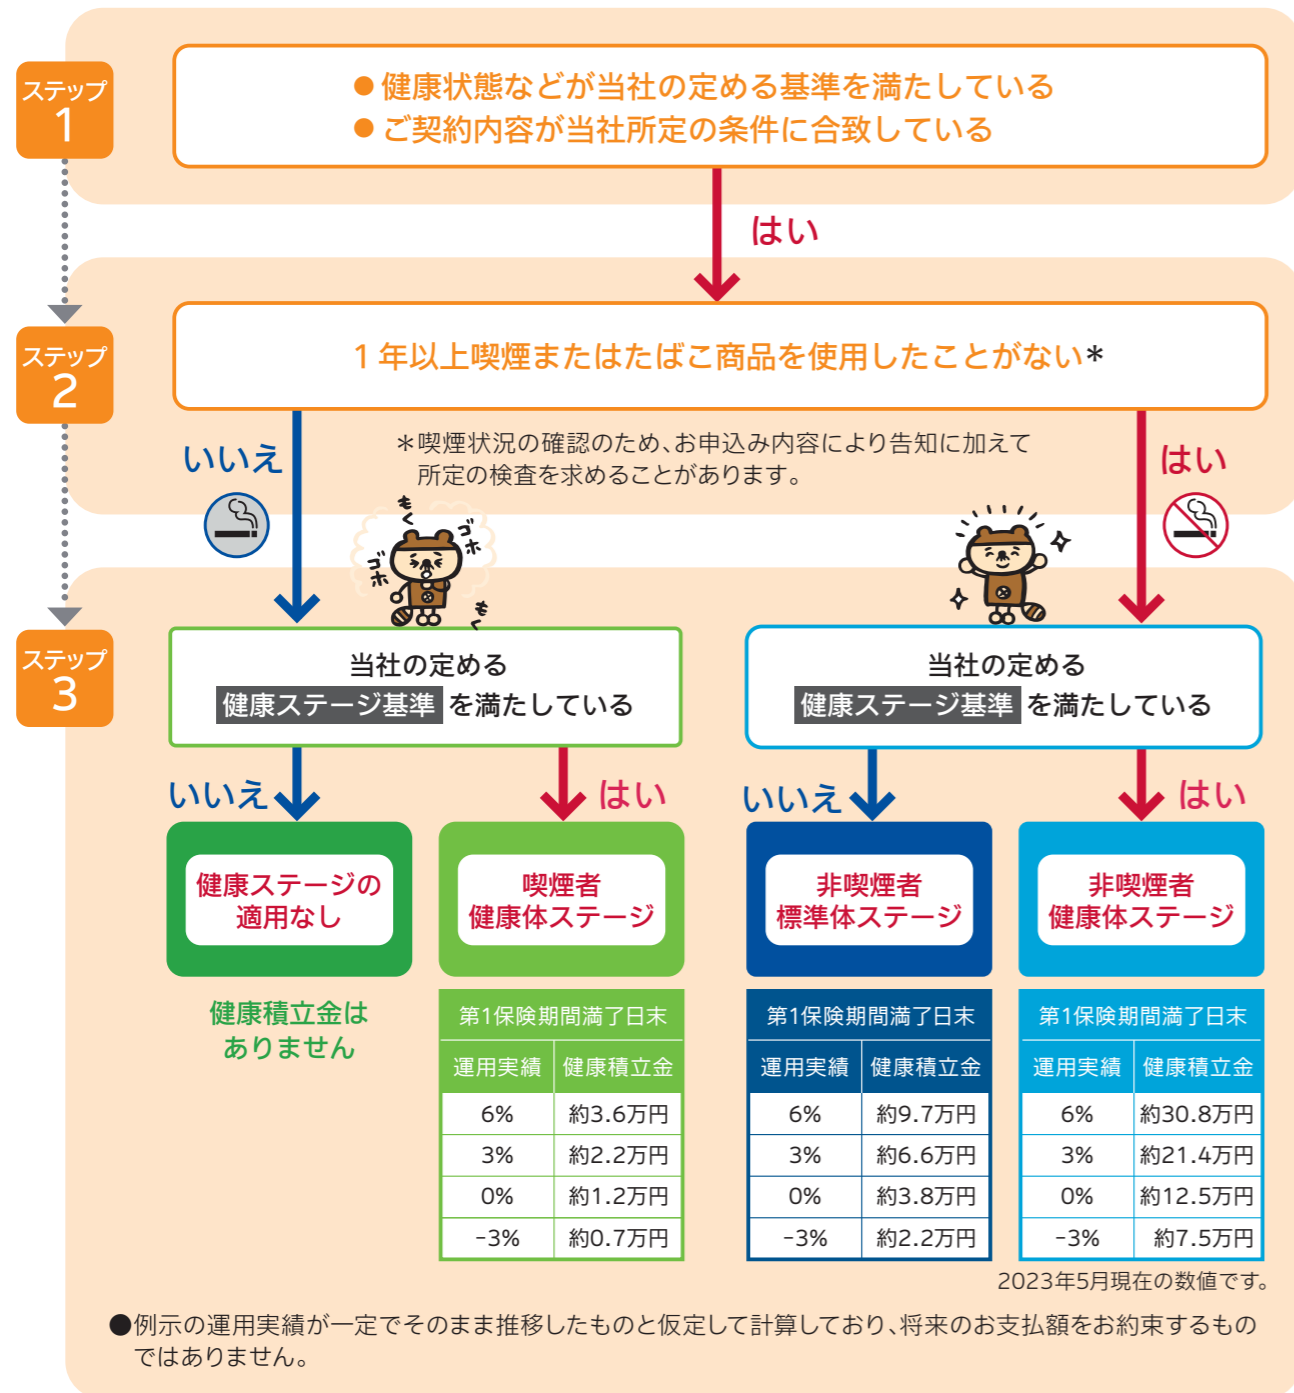 ステップ
1
●健康状態などが当社の定める基準を満たしている
●ご契約内容が当社所定の条件に合致している
はい
ステップ
2
1年以上喫煙またはたばこ商品を使用したことがない*
＊喫煙状況の確認のため、お申込み内容により告知に加えて
所定の検査を求めることがあります。
いいえ
はい
もく
ゴホ
ゴホ
もく
ステップ
3
当社の定める
健康ステージ基準 を満たしている
当社の定める
健康ステージ基準 を満たしている
いいえ
はい
いいえ
はい
健康ステージの
適用なし
喫煙者
健康体ステージ
非喫煙者
標準体ステージ
非喫煙者
健康体ステージ
健康積立金は
ありません
第1保険期間満了日末
運用実績 健康積立金
6% 約3.6万円
3% 約2.2万円
0% 約1.2万円
-3% 約0.7万円
第1保険期間満了日末
運用実績 健康積立金
6% 約9.7万円
3% 約6.6万円
0% 約3.8万円
-3% 約2.2万円
第1保険期間満了日末
運用実績 健康積立金
6% 約30.8万円
3% 約21.4万円
0% 約12.5万円
-3% 約7.5万円
2023年5月現在の数値です。
●例示の運用実績が一定でそのまま推移したものと仮定して計算しており、将来のお支払額をお約束するもの
ではありません。